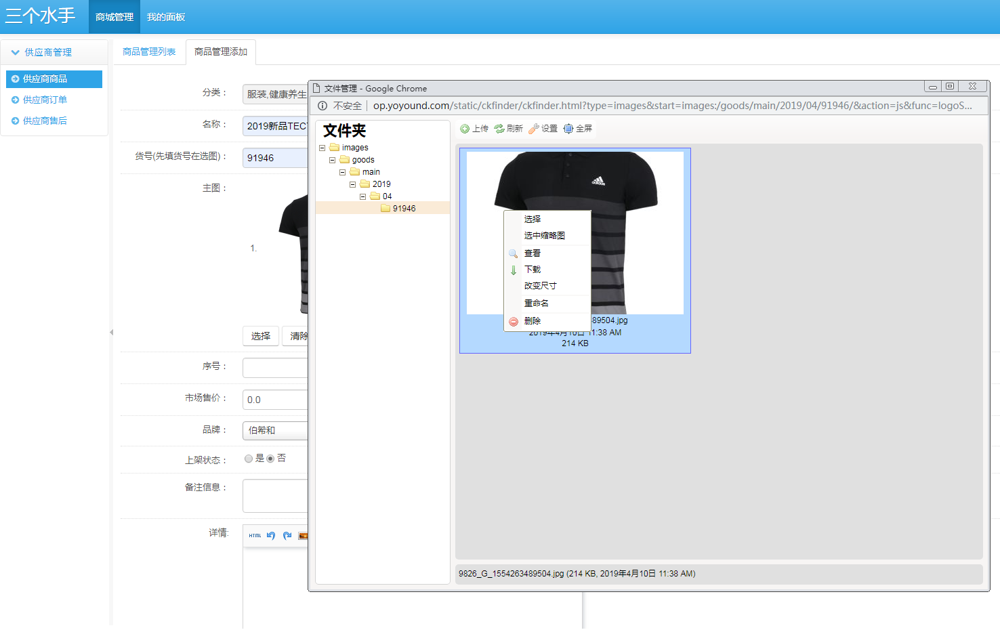 三个水手
商城管理
我的面板
供应商管理
供应商商品
供应商订单
供应商售后
商品管理列表
商品管理添加
分类：
服装,健康养生
名称：
2019新品TEC
货号(先填货号在选图)：
91946
主图：
1.
选择
清除
序号：
市场售价：
0.0
品牌：
伯希和
上架状态：
是
否
备注信息：
详情:
HTML
文件管理 - Google Chrome
不安全
op.yoyound.com/static/ckfinder/ckfinder.html?type=images&start=images:/goods/main/2019/04/91946/&action=js&func=logoS...
文件夹
images
goods
main
2019
04
91946
上传
刷新
设置
全屏
adidas
选择
选中缩略图
查看
下载
改变尺寸
重命名
删除
89504.jpg
2019年4月10日 11:38 AM
214 KB
9826_G_1554263489504.jpg (214 KB, 2019年4月10日 11:38 AM)